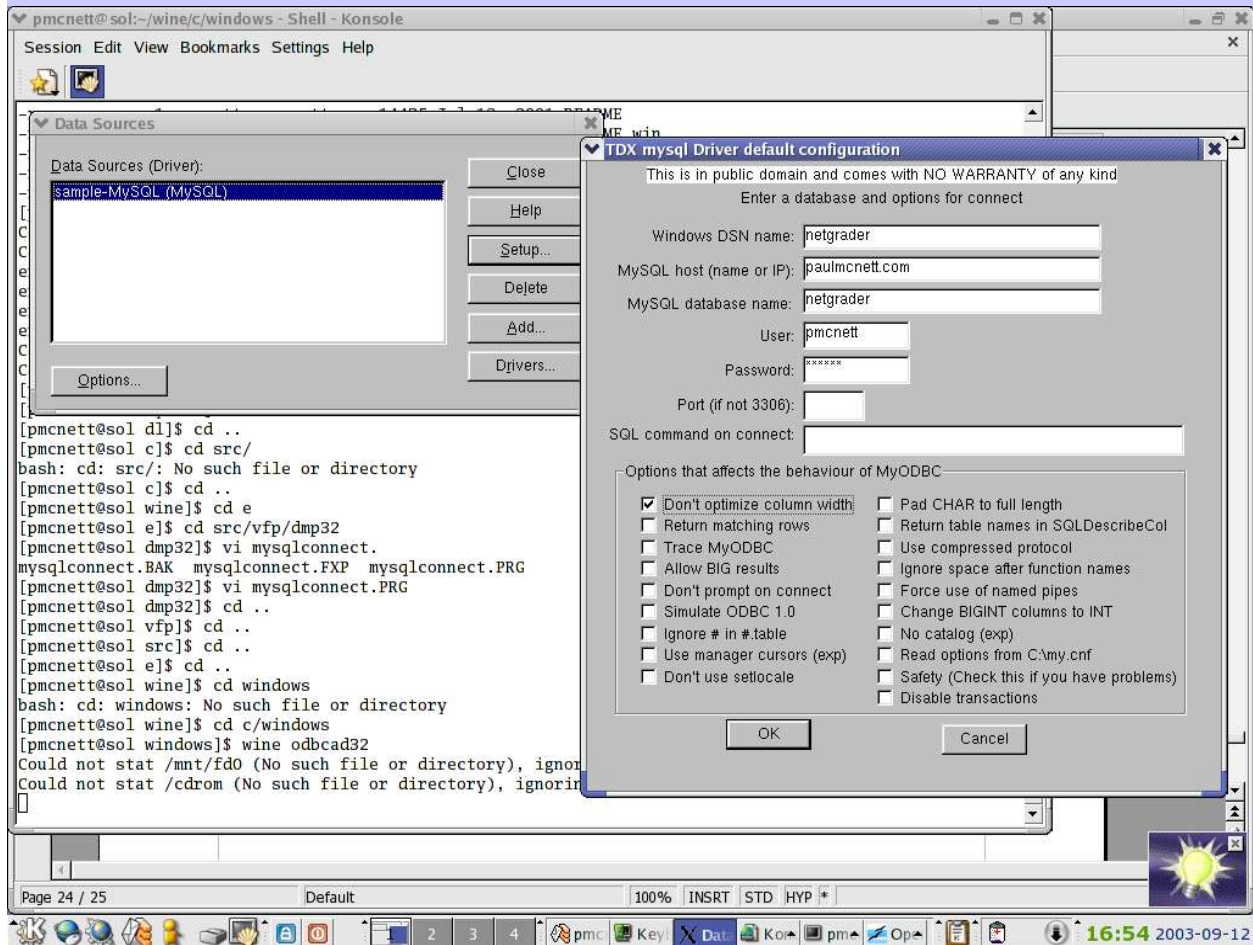 pmcnett@sol:~/wine/c/windows - Shell - Konsole
Session Edit View Bookmarks Settings Help
README
README.win
Data Sources
Data Sources (Driver):
sample-MySQL (MySQL)
Close
Help
Setup...
Delete
Add...
Drivers...
Options...
TDX mysql Driver default configuration
This is in public domain and comes with NO WARRANTY of any kind
Enter a database and options for connect
Windows DSN name: netgrader
MySQL host (name or IP): paulmcnett.com
MySQL database name: netgrader
User: pmcnett
Password: ******
Port (if not 3306):
SQL command on connect:
Options that affects the behaviour of MyODBC
Don't optimize column width
Return matching rows
Trace MyODBC
Allow BIG results
Don't prompt on connect
Simulate ODBC 1.0
Ignore # in #.table
Use manager cursors (exp)
Don't use setlocale
Pad CHAR to full length
Return table names in SQLDescribeCol
Use compressed protocol
Ignore space after function names
Force use of named pipes
Change BIGINT columns to INT
No catalog (exp)
Read options from C:\my.cnf
Safety (Check this if you have problems)
Disable transactions
OK
Cancel
[pmcnett@sol dl]$ cd ..
[pmcnett@sol c]$ cd src/
bash: cd: src/: No such file or directory
[pmcnett@sol c]$ cd ..
[pmcnett@sol wine]$ cd e
[pmcnett@sol e]$ cd src/vfp/dmp32
[pmcnett@sol dmp32]$ vi mysqlconnect.
mysqlconnect.BAK mysqlconnect.FXP mysqlconnect.PRG
[pmcnett@sol dmp32]$ vi mysqlconnect.PRG
[pmcnett@sol dmp32]$ cd ..
[pmcnett@sol vfp]$ cd ..
[pmcnett@sol src]$ cd ..
[pmcnett@sol e]$ cd ..
[pmcnett@sol wine]$ cd windows
bash: cd: windows: No such file or directory
[pmcnett@sol wine]$ cd c/windows
[pmcnett@sol windows]$ wine odbcad32
Could not stat /mnt/fd0 (No such file or directory), ignor
Could not stat /cdrom (No such file or directory), ignorin
Page 24 / 25 Default 100% INSRT STD HYP *
2 3 4 pmc Key Data Kor pme Ope 16:54 2003-09-12